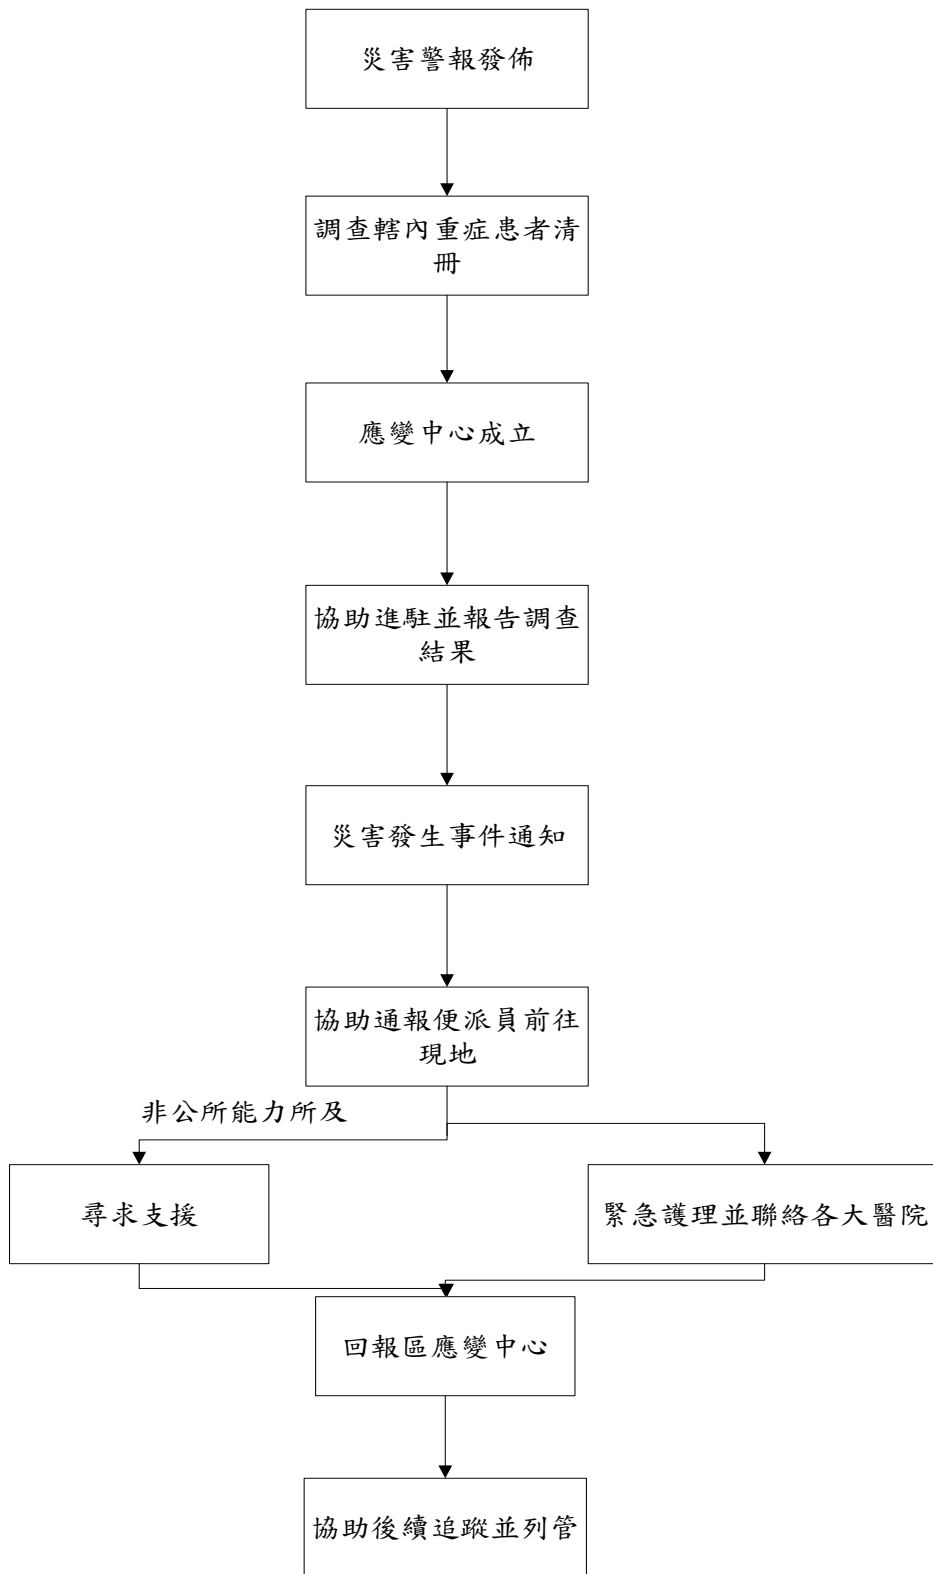 災害警報發佈
調查轄內重症患者清
冊
應變中心成立
協助進駐並報告調查
結果
災害發生事件通知
協助通報便派員前往
現地
非公所能力所及
尋求支援
緊急護理並聯絡各大醫院
回報區應變中心
協助後續追蹤並列管